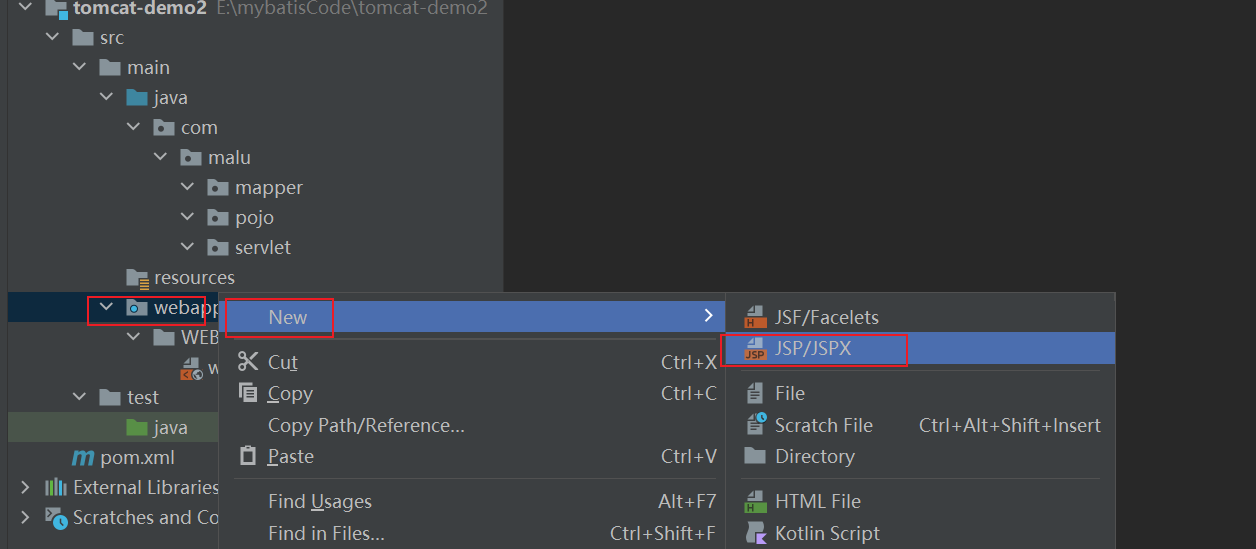 tomcat-demo2 E:\mybatisCode\tomcat-demo2
src
main
java
com
malu
mapper
pojo
servlet
resources
webapp
WEB
w
test
java
pom.xml
External Libraries
Scratches and Co
New
Cut Ctrl+X
Copy Ctrl+C
Copy Path/Reference...
Paste Ctrl+V
Find Usages Alt+F7
Find in Files... Ctrl+Shift+F
JSF/Facelets
JSP/JSPX
File
Scratch File Ctrl+Alt+Shift+Insert
Directory
HTML File
Kotlin Script